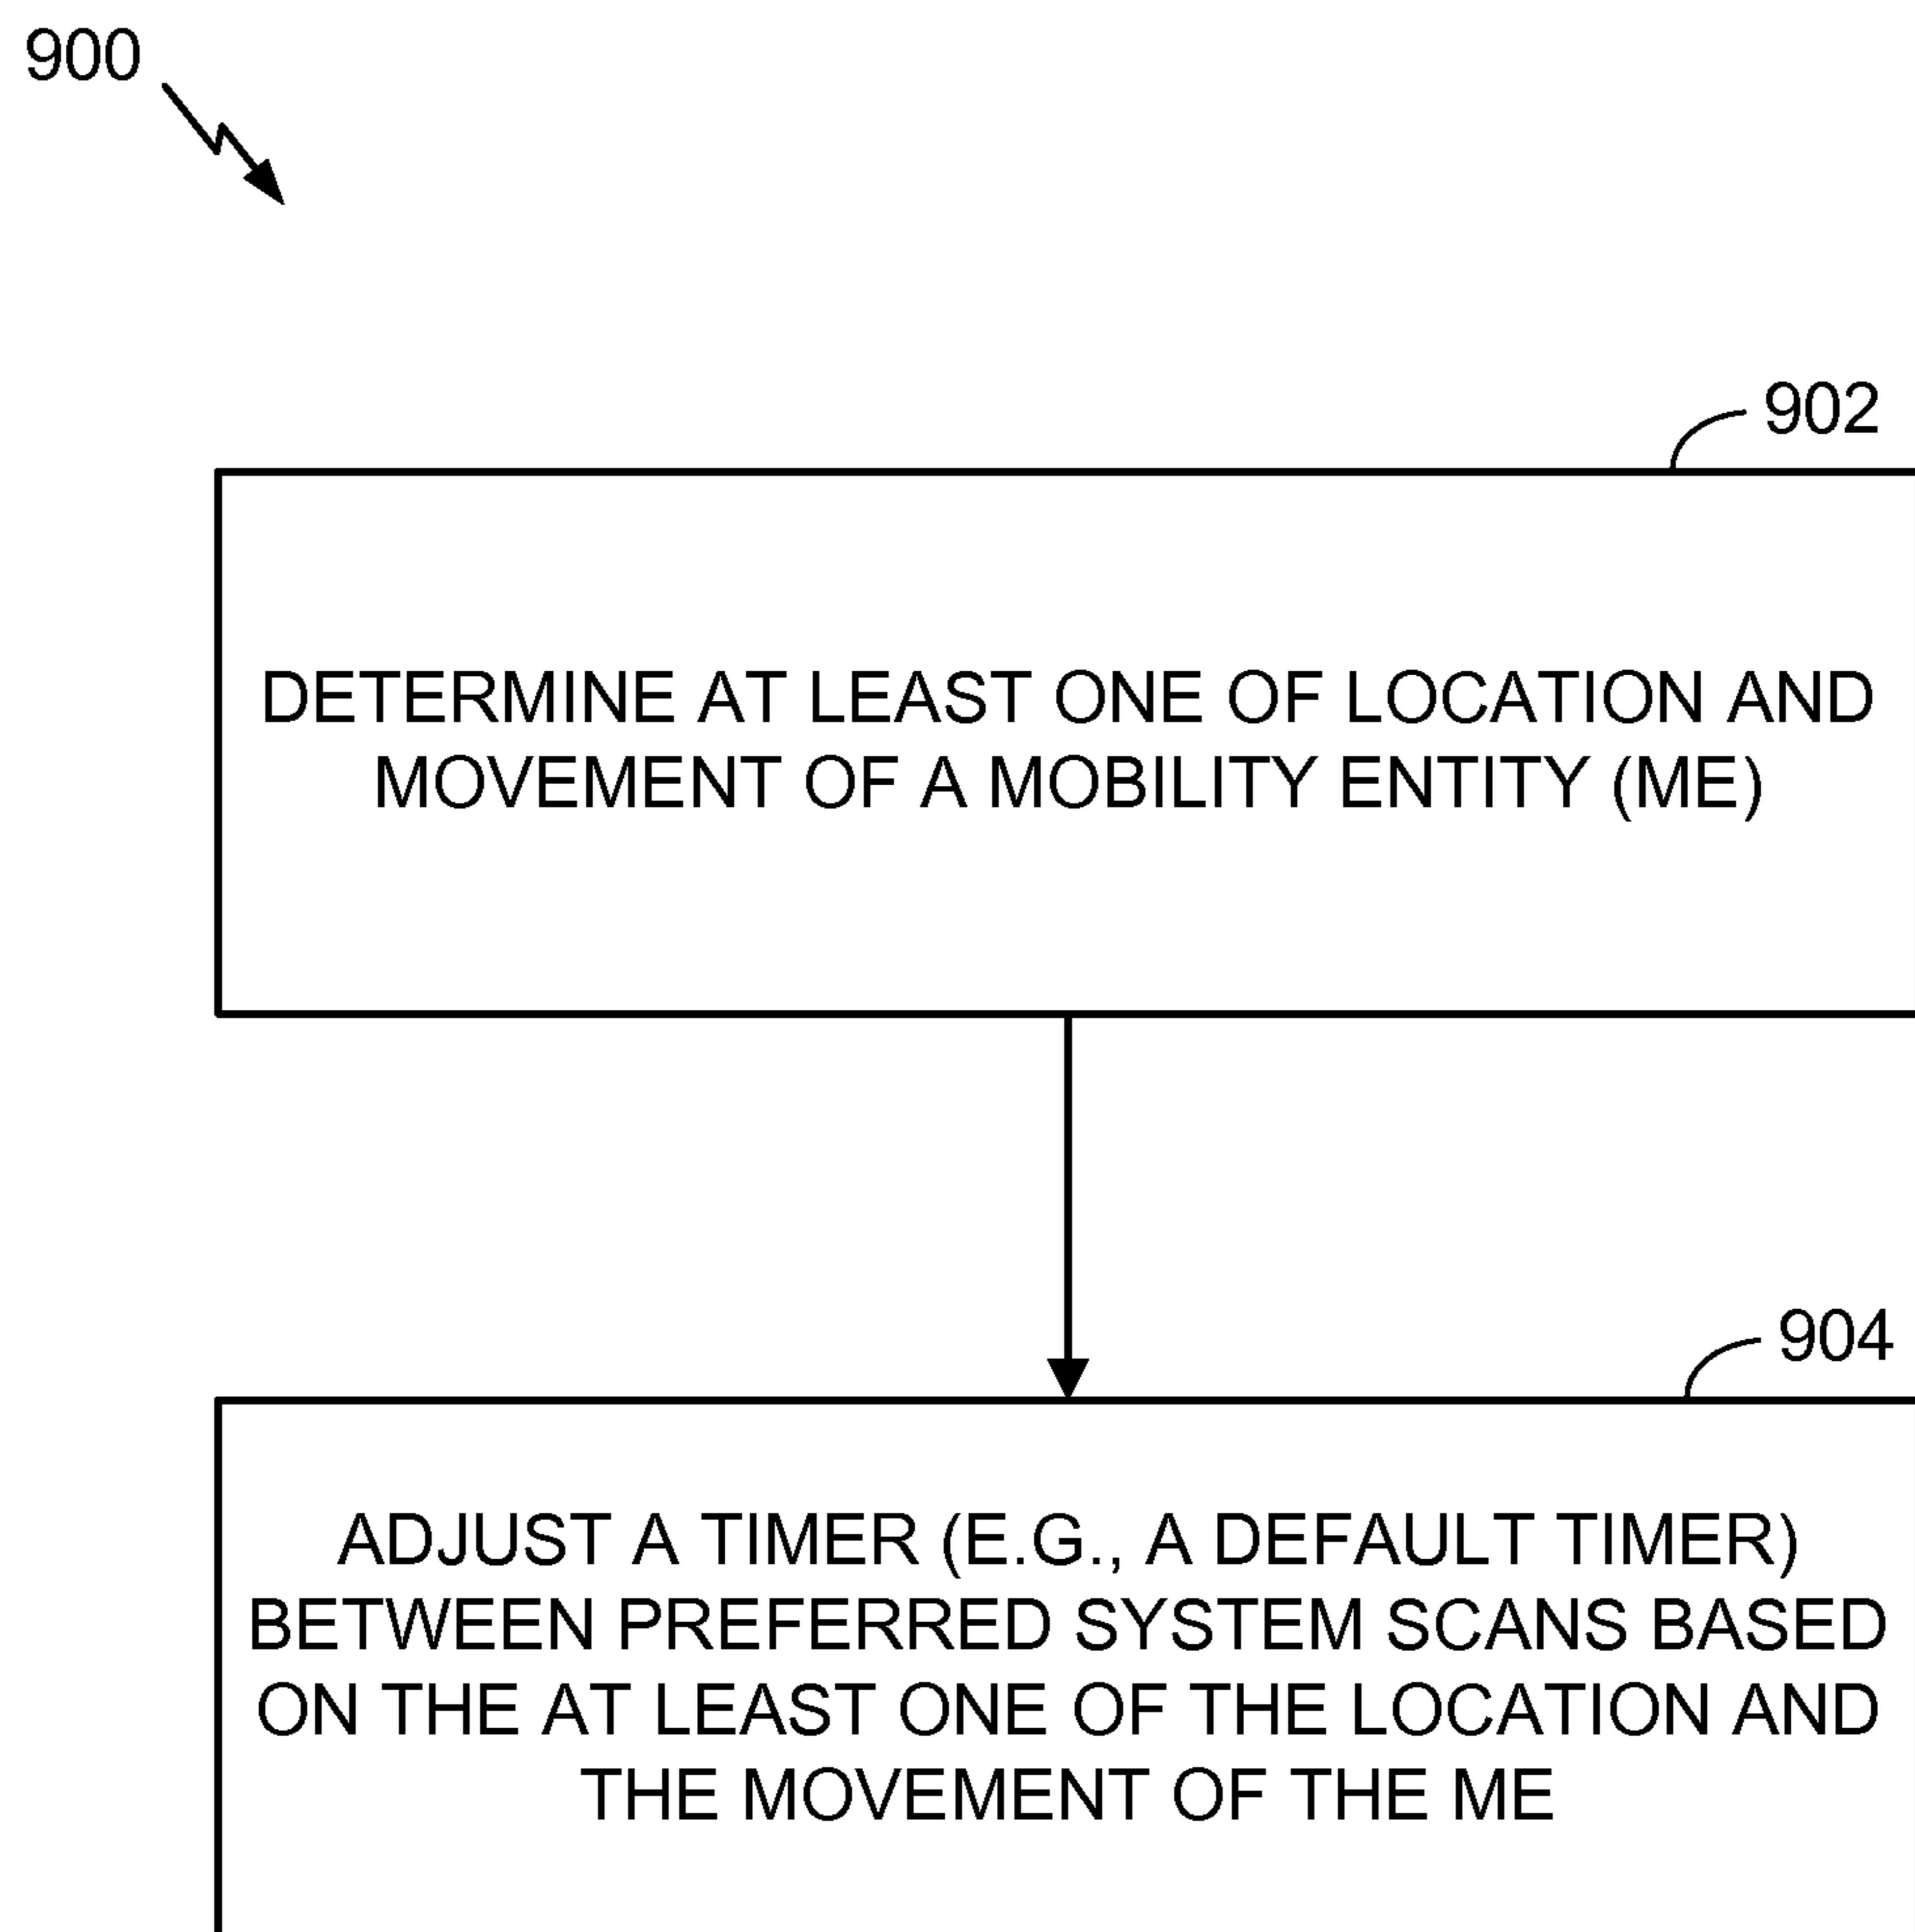 900
902
DETERMINE AT LEAST ONE OF LOCATION AND
MOVEMENT OF A MOBILITY ENTITY (ME)
904
ADJUST A TIMER (E.G., A DEFAULT TIMER)
BETWEEN PREFERRED SYSTEM SCANS BASED
ON THE AT LEAST ONE OF THE LOCATION AND
THE MOVEMENT OF THE ME